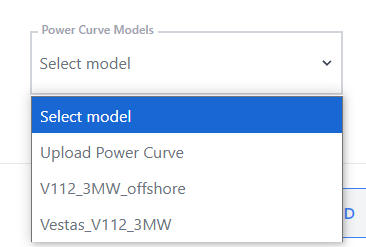 Power Curve Models
Select model
Select model
Upload Power Curve
V112_3MW_offshore
Vestas_V112_3MW
D